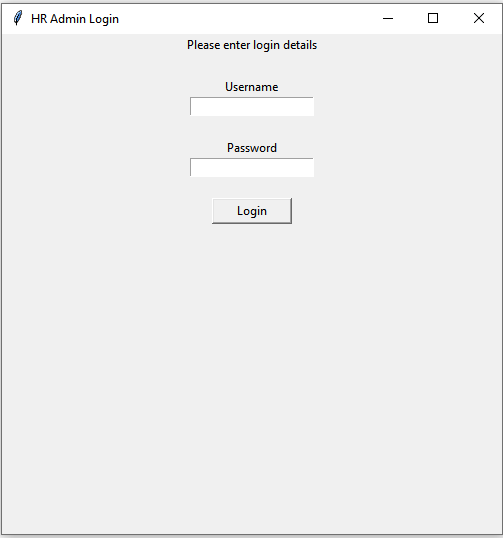 HR Admin Login
Please enter login details
Username
Password
Login